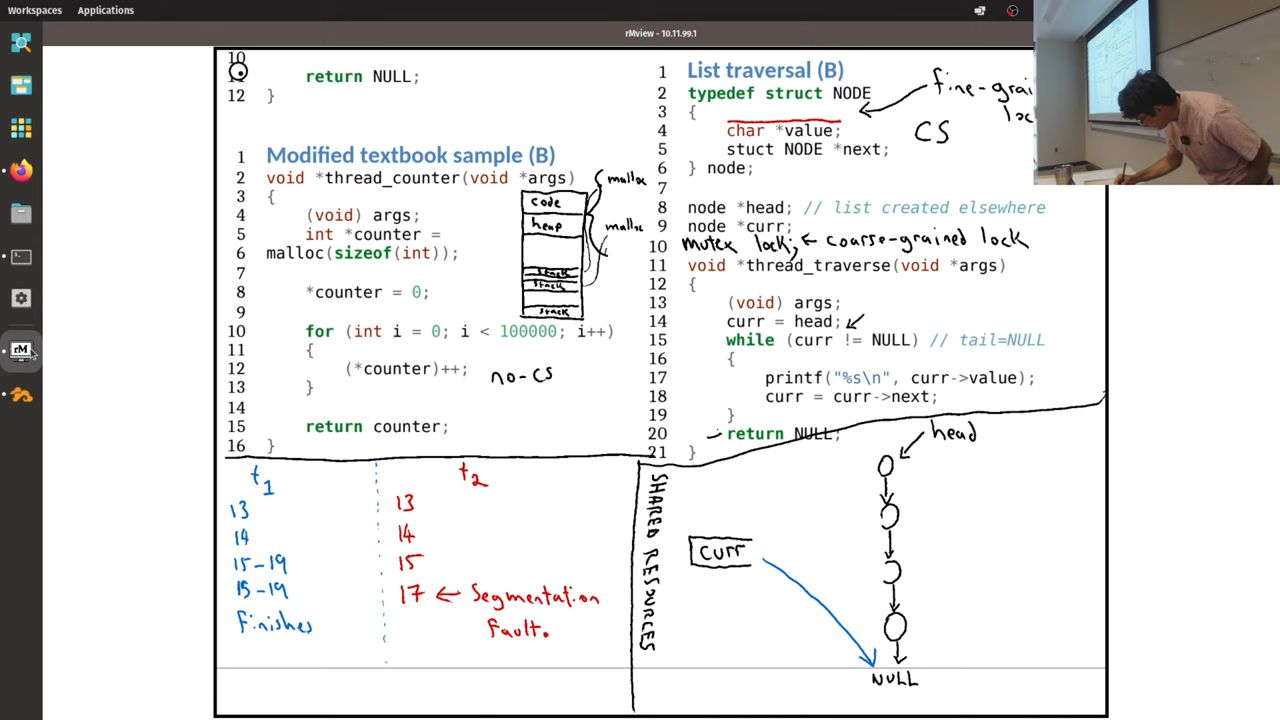 Workspaces Applications
rMview - 10.11.99.1
10
11 return NULL;
12 }
1 Modified textbook sample (B)
2 void *thread_counter(void *args)
3 {
4 (void) args;
5 int *counter =
6 malloc(sizeof(int));
7
8 *counter = 0;
9
10 for (int i = 0; i < 100000; i++)
11 {
12 (*counter)++;
13 }
14
15 return counter;
16 }
code
heap
stack
stack
stack
malloc
malloc
no-CS
1 List traversal (B)
2 typedef struct NODE
3 {
4 char *value;
5 stuct NODE *next;
6 } node;
7
8 node *head; // list created elsewhere
9 node *curr;
10 mutex lock; ← coarse-grained lock
11 void *thread_traverse(void *args)
12 {
13 (void) args;
14 curr = head;
15 while (curr != NULL) // tail=NULL
16 {
17 printf("%s\n", curr->value);
18 curr = curr->next;
19 }
20 return NULL;
21 }
fine-grai
loc
CS
t1
13
14
15-19
15-19
finishes
t2
13
14
15
17 ← Segmentation
fault.
SHARED RESOURCES
curr
head
NULL
rM